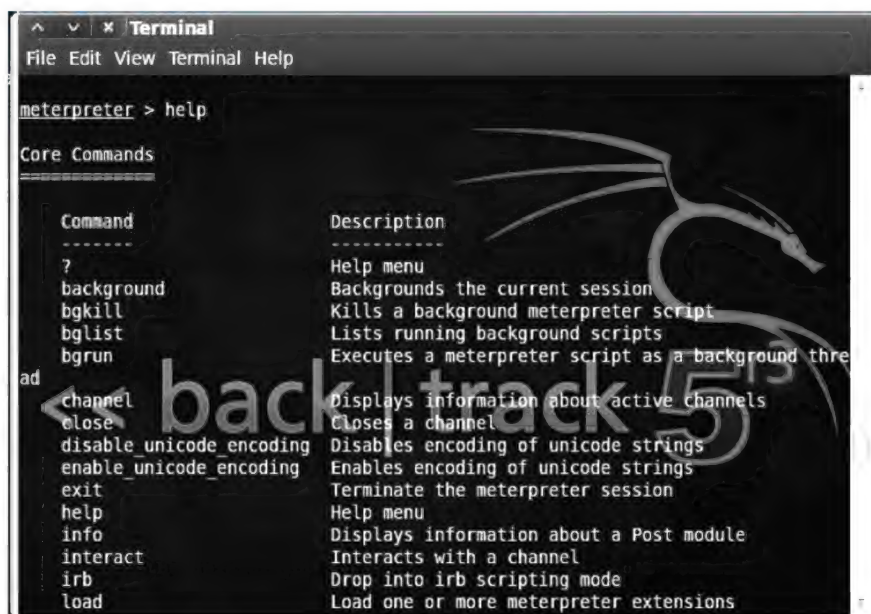 Terminal
File Edit View Terminal Help
meterpreter > help
Core Commands
=============
Command Description
------- -----------
? Help menu
background Backgrounds the current session
bgkill Kills a background meterpreter script
bglist Lists running background scripts
bgrun Executes a meterpreter script as a background thre
ad
channel Displays information about active channels
close Closes a channel
disable_unicode_encoding Disables encoding of unicode strings
enable_unicode_encoding Enables encoding of unicode strings
exit Terminate the meterpreter session
help Help menu
info Displays information about a Post module
interact Interacts with a channel
irb Drop into irb scripting mode
load Load one or more meterpreter extensions
<< back | track 5 r3